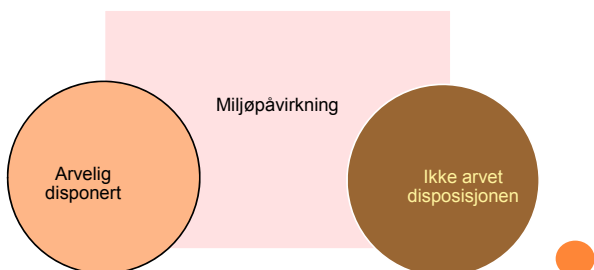 Miljøpåvirkning
Arvelig
disponert
Ikke arvet
disposisjonen